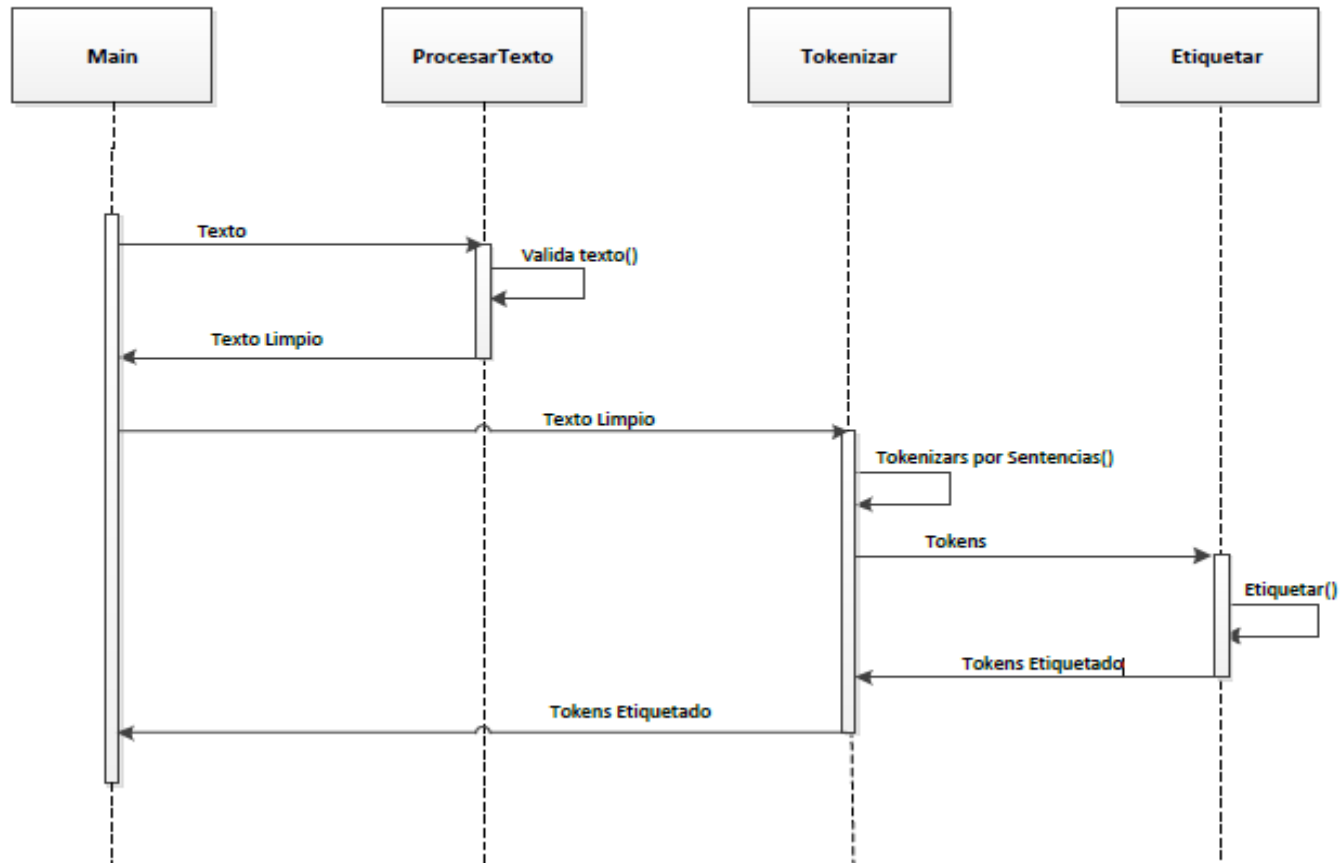 Main
ProcesarTexto
Tokenizar
Etiquetar
Texto
Valida texto()
Texto Limpio
Texto Limpio
Tokenizars por Sentencias()
Tokens
Etiquetar()
Tokens Etiquetado
Tokens Etiquetado